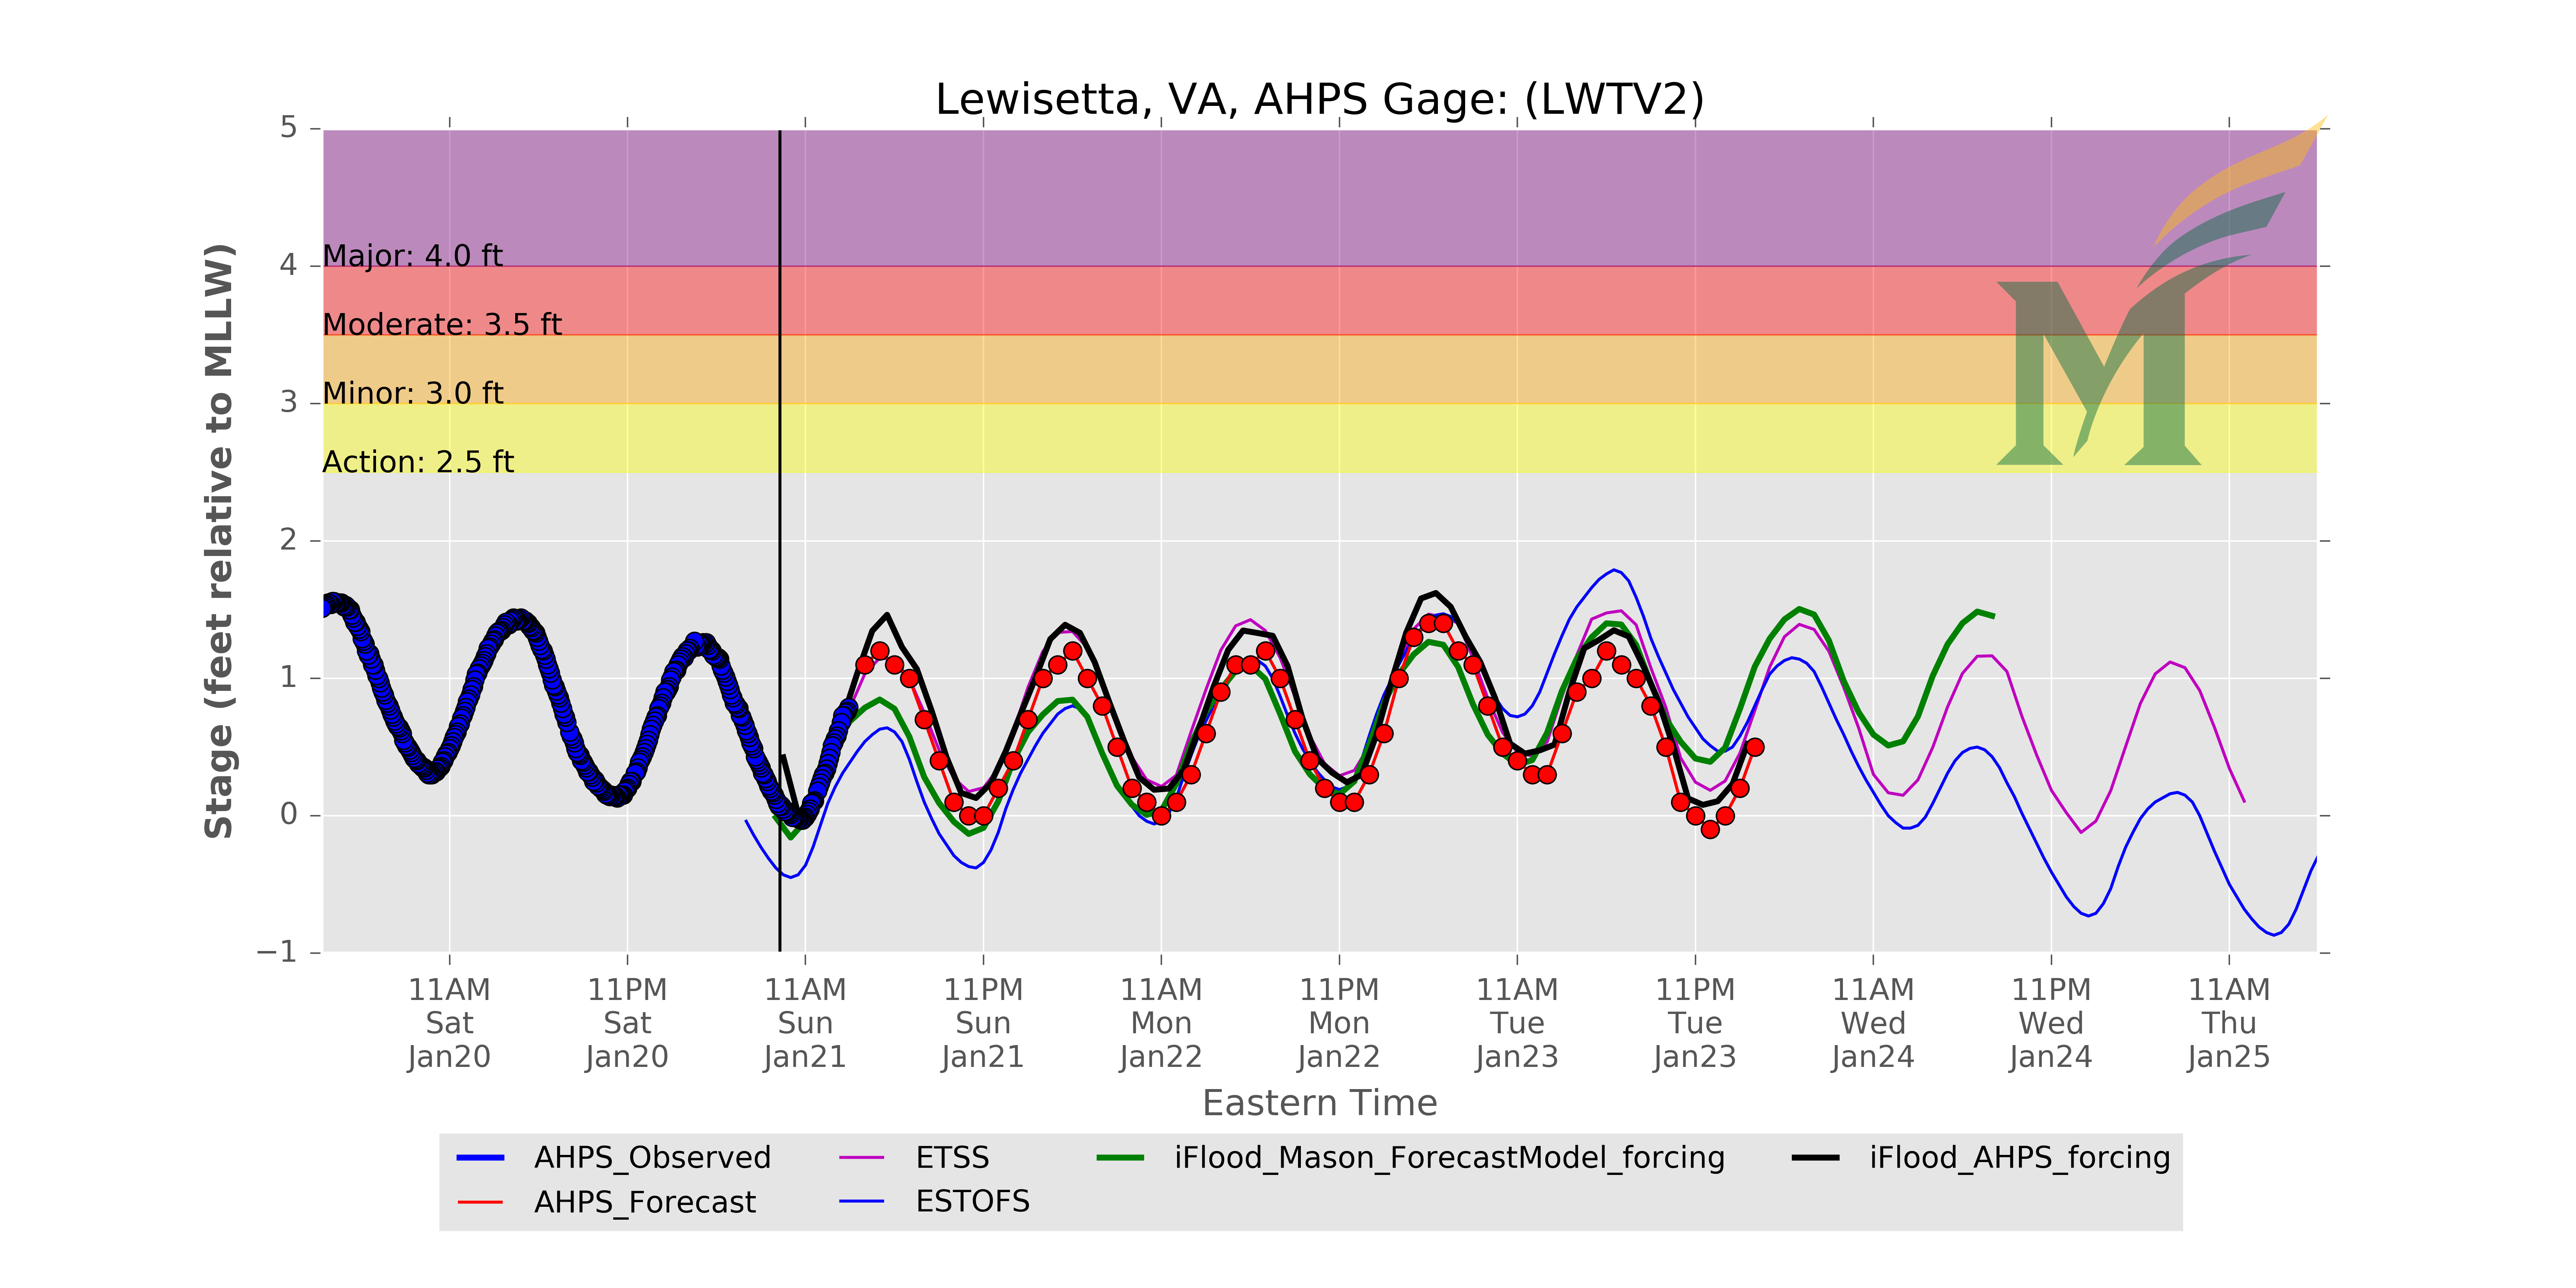 Lewisetta, VA, AHPS Gage: (LWTV2)
Stage (feet relative to MLLW)
5
4
3
2
1
0
−1
Major: 4.0 ft
Moderate: 3.5 ft
Minor: 3.0 ft
Action: 2.5 ft
M
11AM Sat Jan20
11PM Sat Jan20
11AM Sun Jan21
11PM Sun Jan21
11AM Mon Jan22
11PM Mon Jan22
11AM Tue Jan23
11PM Tue Jan23
11AM Wed Jan24
11PM Wed Jan24
11AM Thu Jan25
Eastern Time
AHPS_Observed
AHPS_Forecast
ETSS
ESTOFS
iFlood_Mason_ForecastModel_forcing
iFlood_AHPS_forcing